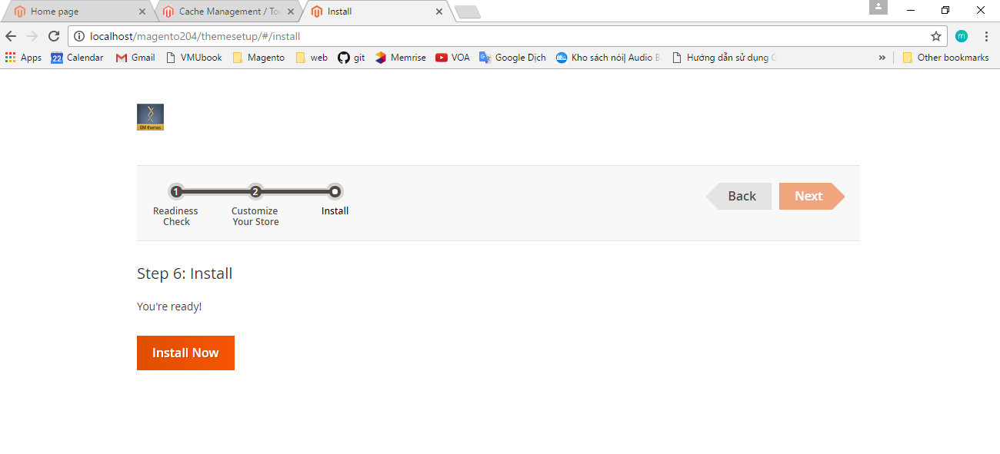 Home page
Cache Management / To
Install
localhost/magento204/themesetup/#/install
m
Apps
22
Calendar
Gmail
VMUbook
Magento
web
git
Memrise
VOA
Google Dịch
Kho sách nói| Audio B
Hướng dẫn sử dụng G
»
Other bookmarks
EM themes
1
2
Readiness
Check
Customize
Your Store
Install
Back
Next
Step 6: Install
You're ready!
Install Now